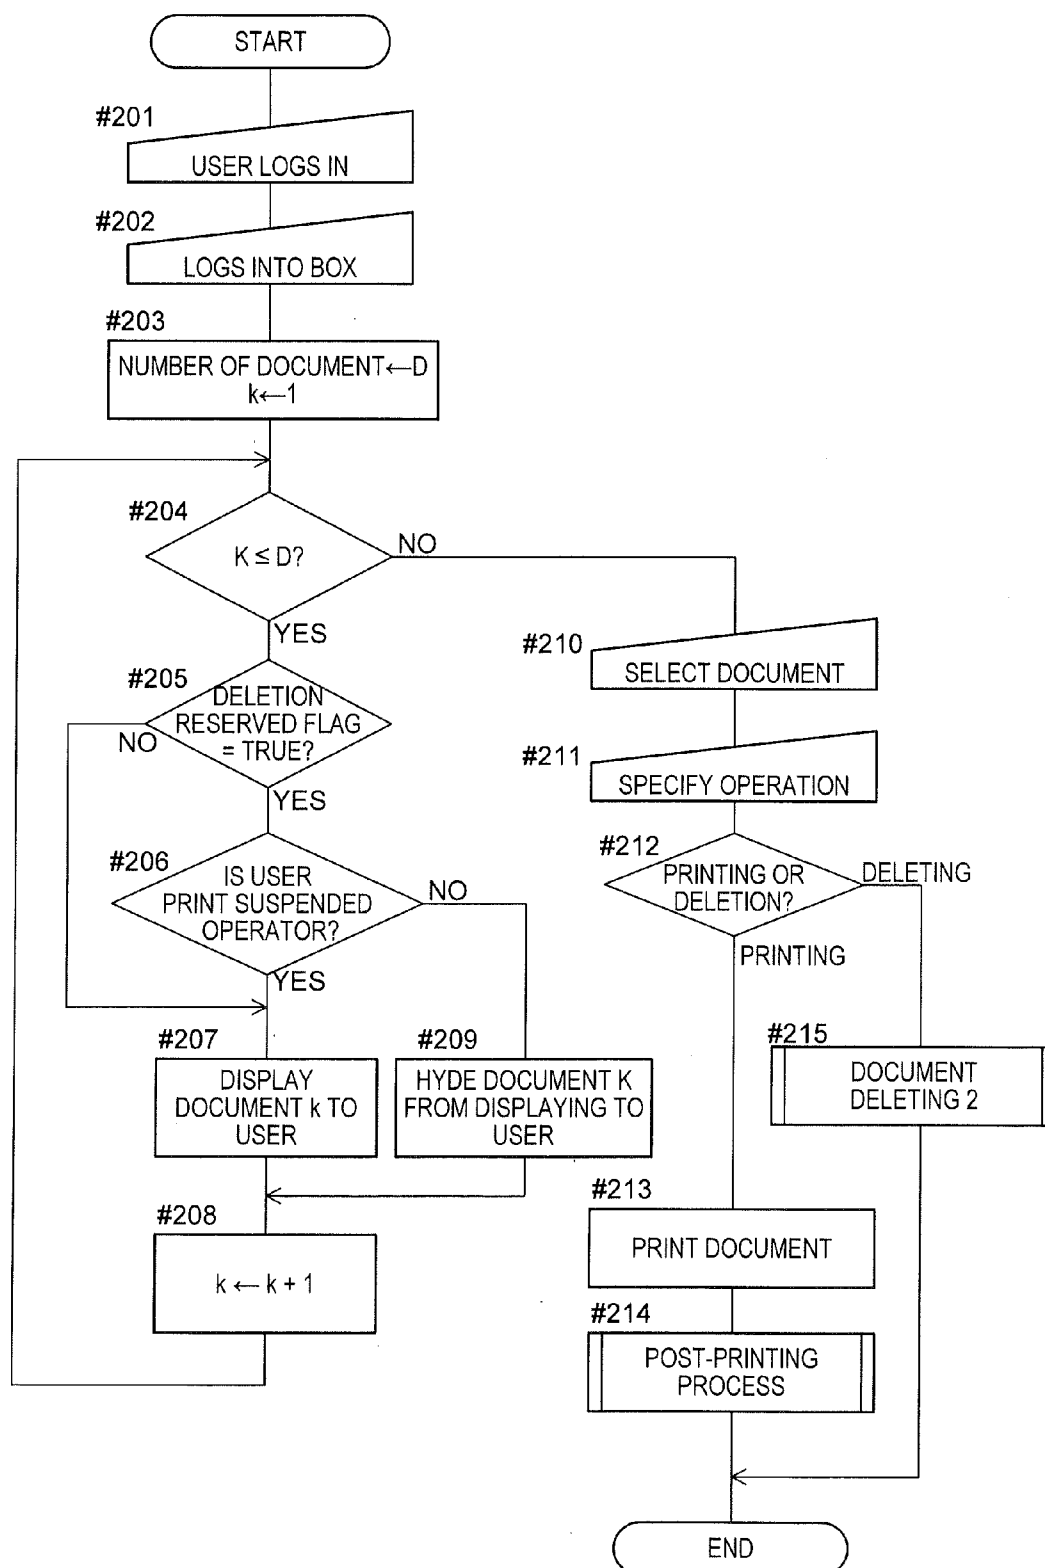 START
#201
USER LOGS IN
#202
LOGS INTO BOX
#203
NUMBER OF DOCUMENT←D
k←1
#204
K ≤ D?
NO
YES
#205
DELETION
RESERVED FLAG
= TRUE?
NO
YES
#206
IS USER
PRINT SUSPENDED
OPERATOR?
NO
YES
#207
DISPLAY
DOCUMENT k TO
USER
#209
HYDE DOCUMENT K
FROM DISPLAYING TO
USER
#208
k ← k + 1
#210
SELECT DOCUMENT
#211
SPECIFY OPERATION
#212
PRINTING OR
DELETION?
DELETING
PRINTING
#215
DOCUMENT
DELETING 2
#213
PRINT DOCUMENT
#214
POST-PRINTING
PROCESS
END